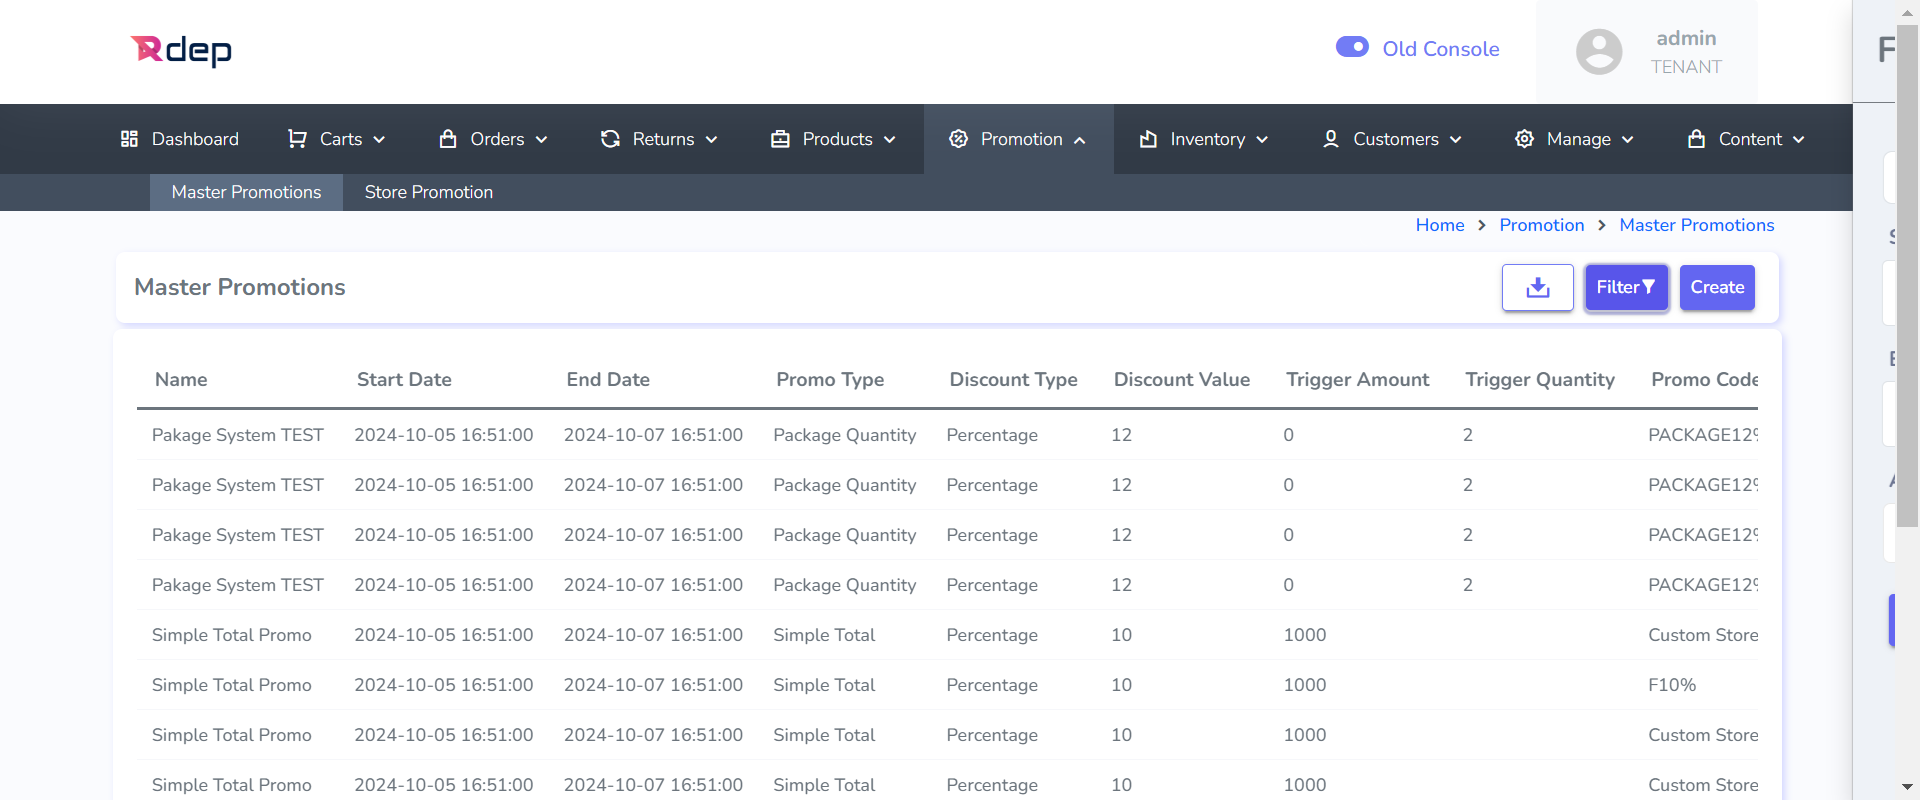 Rdep
Old Console
admin
TENANT
F
Dashboard Carts Orders Returns Products Promotion Inventory Customers Manage Content
Master Promotions Store Promotion
Home > Promotion > Master Promotions
Master Promotions
Filter
Create
Name Start Date End Date Promo Type Discount Type Discount Value Trigger Amount Trigger Quantity Promo Code
Pakage System TEST 2024-10-05 16:51:00 2024-10-07 16:51:00 Package Quantity Percentage 12 0 2 PACKAGE12%
Pakage System TEST 2024-10-05 16:51:00 2024-10-07 16:51:00 Package Quantity Percentage 12 0 2 PACKAGE12%
Pakage System TEST 2024-10-05 16:51:00 2024-10-07 16:51:00 Package Quantity Percentage 12 0 2 PACKAGE12%
Pakage System TEST 2024-10-05 16:51:00 2024-10-07 16:51:00 Package Quantity Percentage 12 0 2 PACKAGE12%
Simple Total Promo 2024-10-05 16:51:00 2024-10-07 16:51:00 Simple Total Percentage 10 1000 Custom Store
Simple Total Promo 2024-10-05 16:51:00 2024-10-07 16:51:00 Simple Total Percentage 10 1000 F10%
Simple Total Promo 2024-10-05 16:51:00 2024-10-07 16:51:00 Simple Total Percentage 10 1000 Custom Store
Simple Total Promo 2024-10-05 16:51:00 2024-10-07 16:51:00 Simple Total Percentage 10 1000 Custom Store